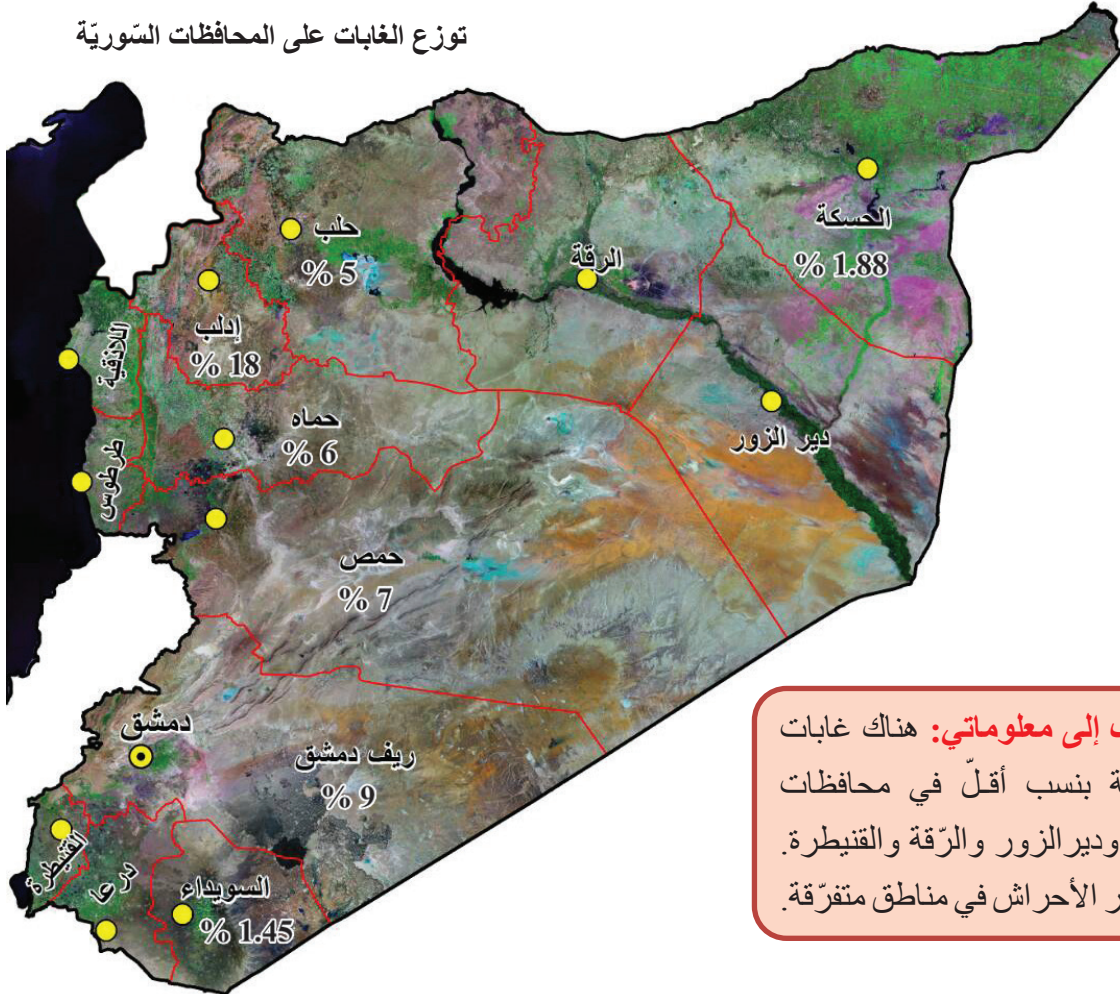 توزع الغابات على المحافظات السّوريّة
الحسكة
% 1.88
حلب
% 5
الرقة
إدلب
% 18
اللاذقية
حماه
% 6
دير الزور
طرطوس
حمص
% 7
دمشق
ريف دمشق
% 9
القنيطرة
درعا
السويداء
% 1.45
إلى معلوماتي: هناك غابات
بنسب أقلّ في محافظات
ودير الزور والرّقة والقنيطرة.
الأحراش في مناطق متفرّقة.